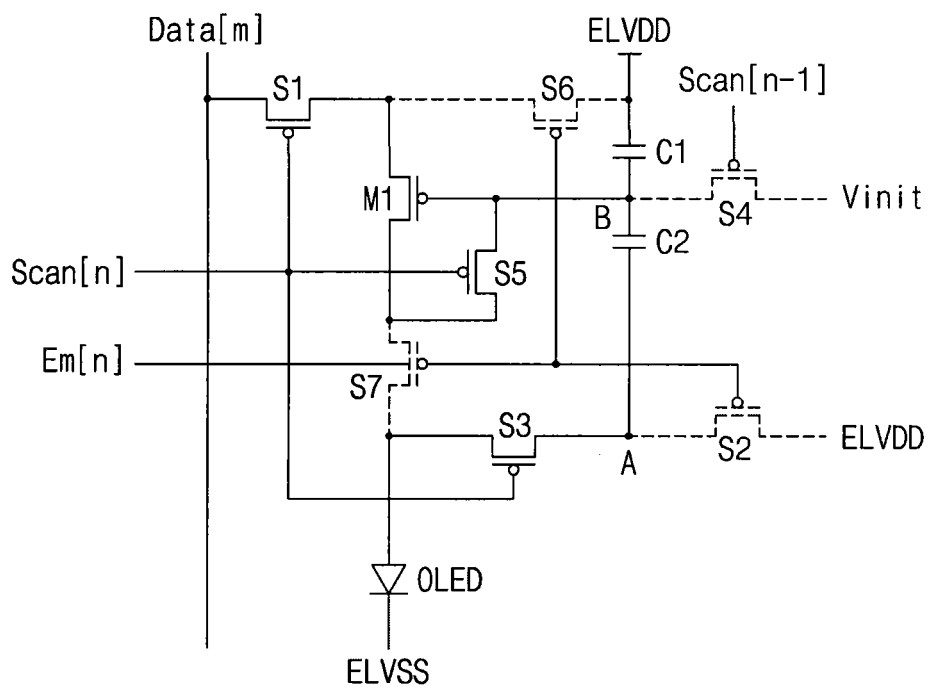 Data[m]
ELVDD
S1
S6
Scan[n-1]
C1
M1
B
S4
Vinit
C2
Scan[n]
S5
Em[n]
S7
S3
S2
ELVDD
A
OLED
ELVSS